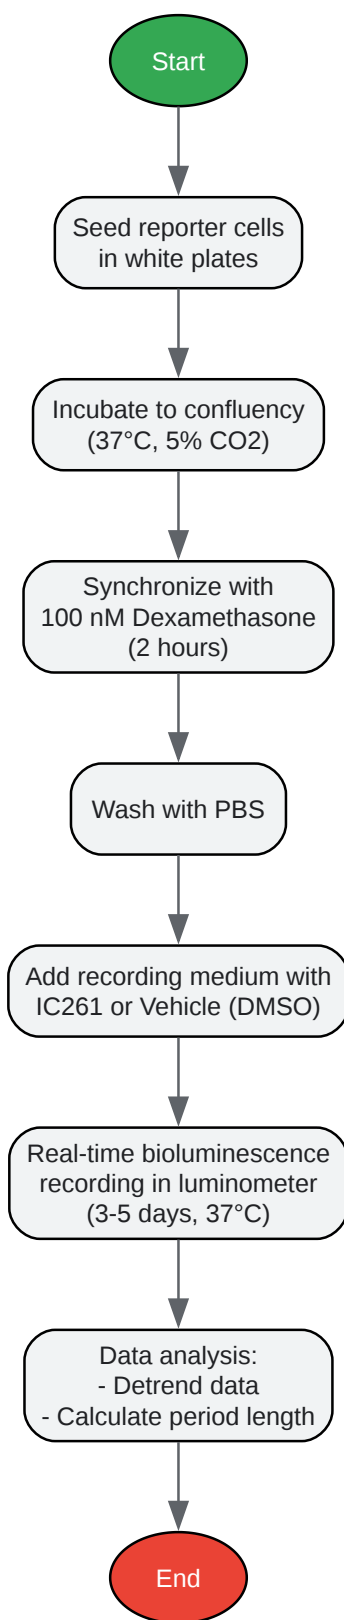 Start
Seed reporter cells
in white plates
Incubate to confluency
(37°C, 5% CO2)
Synchronize with
100 nM Dexamethasone
(2 hours)
Wash with PBS
Add recording medium with
IC261 or Vehicle (DMSO)
Real-time bioluminescence
recording in luminometer
(3-5 days, 37°C)
Data analysis:
- Detrend data
- Calculate period length
End